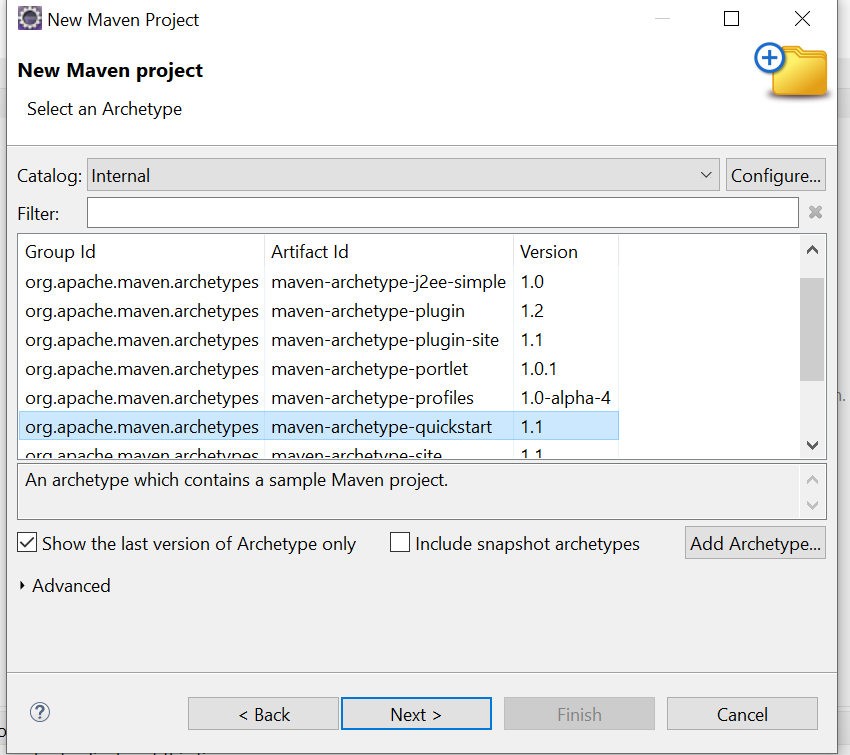 New Maven Project
New Maven project
Select an Archetype
Catalog: Internal Configure...
Filter:
Group Id Artifact Id Version
org.apache.maven.archetypes maven-archetype-j2ee-simple 1.0
org.apache.maven.archetypes maven-archetype-plugin 1.2
org.apache.maven.archetypes maven-archetype-plugin-site 1.1
org.apache.maven.archetypes maven-archetype-portlet 1.0.1
org.apache.maven.archetypes maven-archetype-profiles 1.0-alpha-4
org.apache.maven.archetypes maven-archetype-quickstart 1.1
org.apache.maven.archetypes maven-archetype-site 1.1
An archetype which contains a sample Maven project.
Show the last version of Archetype only Include snapshot archetypes Add Archetype...
Advanced
? < Back Next > Finish Cancel